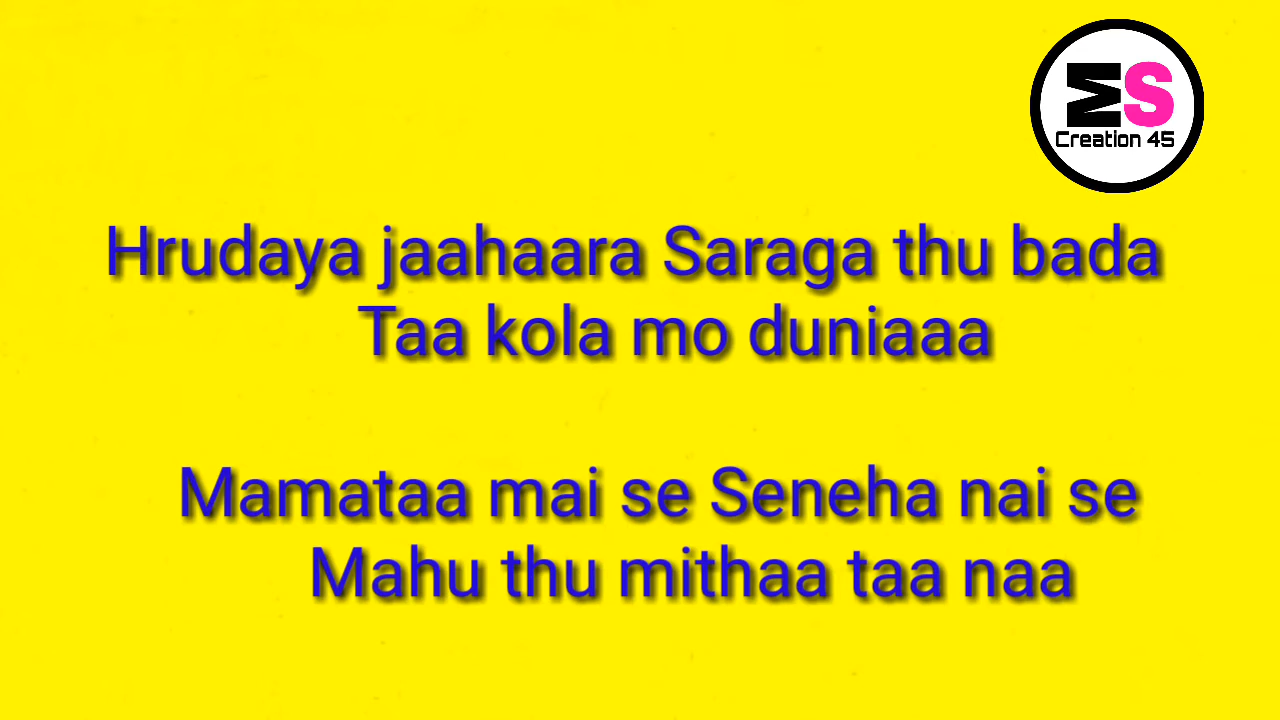 MS
Creation 45
Hrudaya jaahaara Saraga thu bada
Taa kola mo duniaaa
Mamataa mai se Seneha nai se
Mahu thu mithaa taa naa